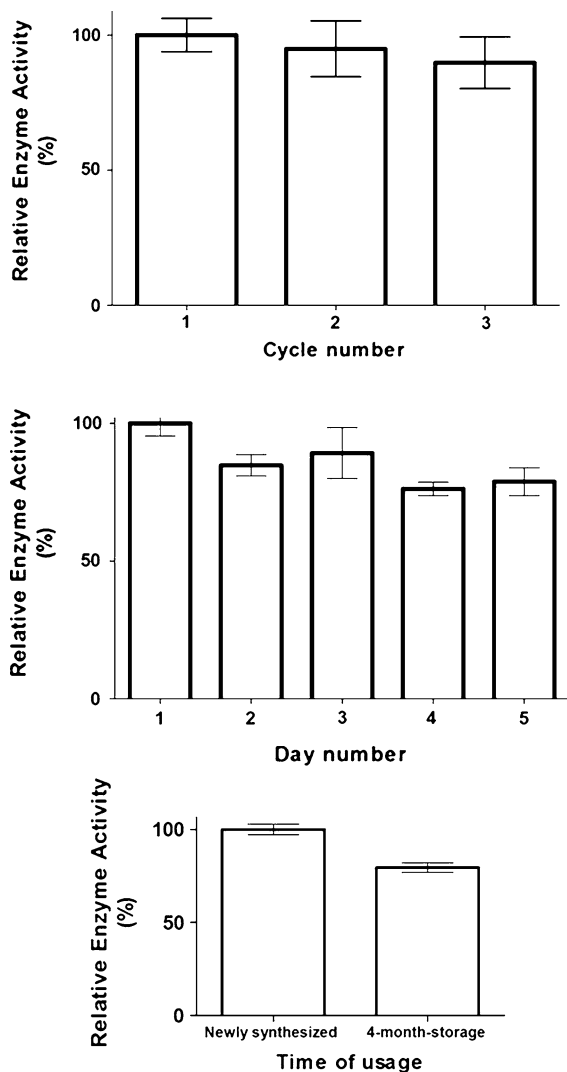 Relative Enzyme Activity
(%)
100
50
0
1 2 3
Cycle number
Relative Enzyme Activity
(%)
100
50
0
1 2 3 4 5
Day number
Relative Enzyme Activity
(%)
100
50
0
Newly synthesized 4-month-storage
Time of usage